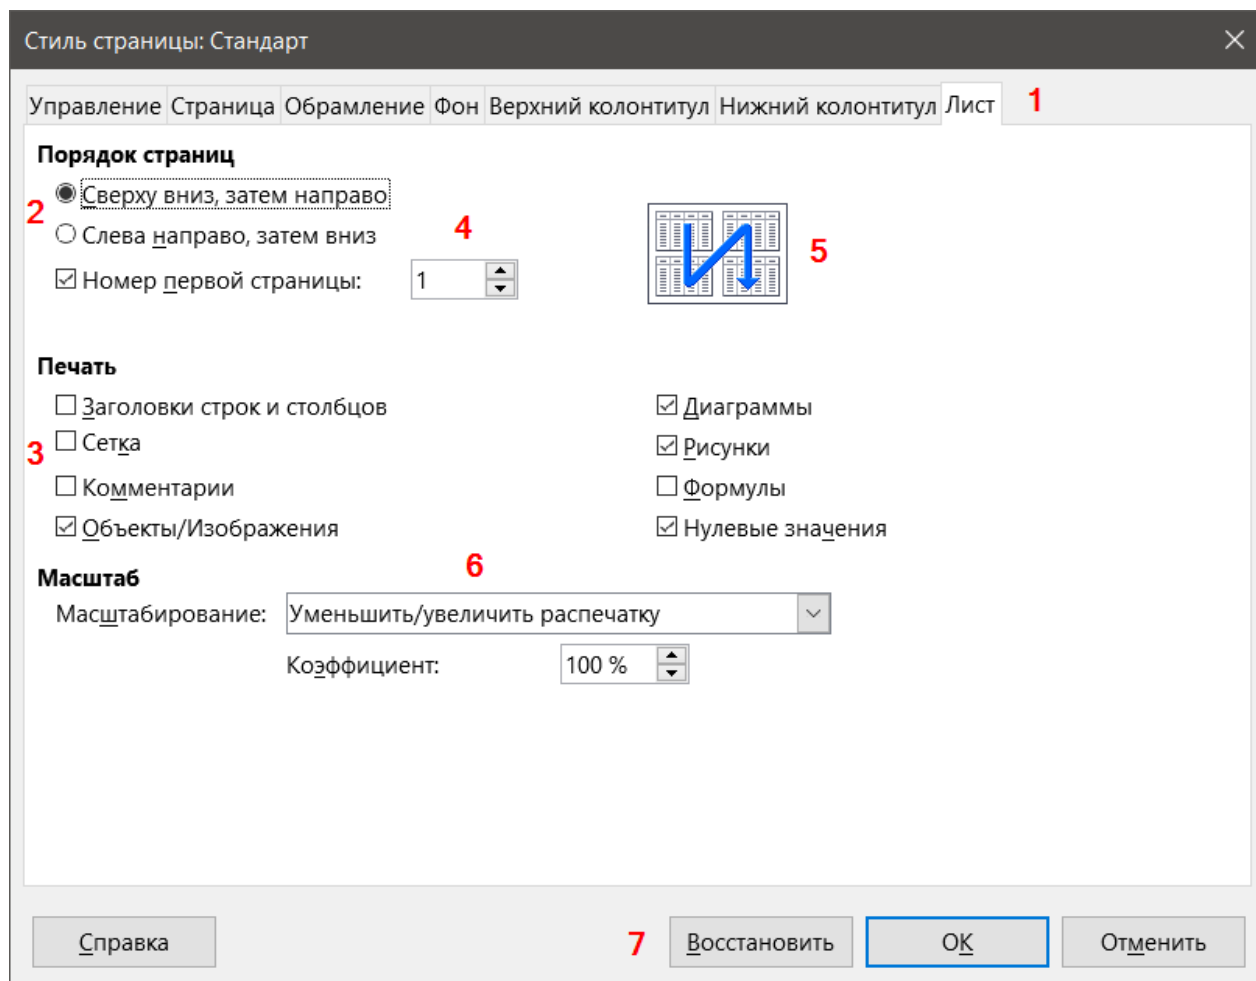 Стиль страницы: Стандарт
Управление Страница Обрамление Фон Верхний колонтитул Нижний колонтитул Лист 1
Порядок страниц
2 Сверху вниз, затем направо
Слева направо, затем вниз 4
5
Номер первой страницы: 1
Печать
Заголовки строк и столбцов Диаграммы
3 Сетка Рисунки
Комментарии Формулы
Объекты/Изображения Нулевые значения
6
Масштаб
Масштабирование: Уменьшить/увеличить распечатку
Коэффициент: 100 %
Справка 7 Восстановить ОК Отменить